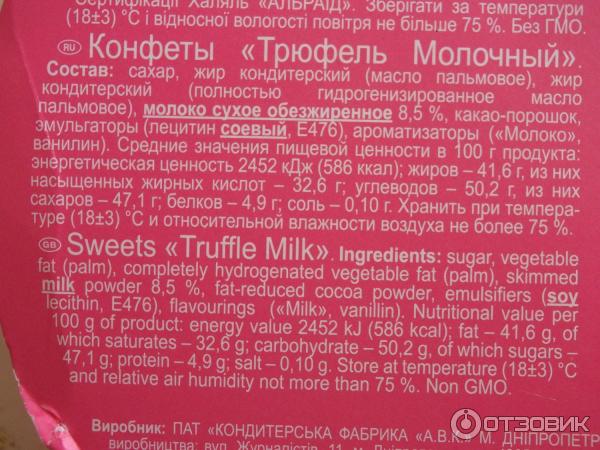 Сертифікації Халяль «АЛЬРАІД». Зберігати за температури
(18±3) °С і відносної вологості повітря не більше 75 %. Без ГМО.
RU Конфеты «Трюфель Молочный».
Состав: сахар, жир кондитерский (масло пальмовое), жир
кондитерский (полностью гидрогенизированное масло
пальмовое), молоко сухое обезжиренное 8,5 %, какао-порошок,
эмульгаторы (лецитин соевый, Е476), ароматизаторы («Молоко»,
ванилин). Средние значения пищевой ценности в 100 г продукта:
энергетическая ценность 2452 кДж (586 ккал); жиров – 41,6 г, из них
насыщенных жирных кислот – 32,6 г; углеводов – 50,2 г, из них
сахаров – 47,1 г; белков – 4,9 г; соль – 0,10 г. Хранить при темпера-
туре (18±3) °С и относительной влажности воздуха не более 75 %.
GB Sweets «Truffle Milk». Ingredients: sugar, vegetable
fat (palm), completely hydrogenated vegetable fat (palm), skimmed
milk powder 8,5 %, fat-reduced cocoa powder, emulsifiers (soy
lecithin, E476), flavourings («Milk», vanillin). Nutritional value per
100 g of product: energy value 2452 kJ (586 kcal); fat – 41,6 g, of
which saturates – 32,6 g; carbohydrates – 50,2 g, of which sugars –
47,1 g; protein – 4,9 g; salt – 0,10 g. Store at temperature (18±3) °C
and relative air humidity not more than 75 %. Non GMO.
Виробник: ПАТ «КОНДИТЕРСЬКА ФАБРИКА «А.В.К.» М. ДНІПРОПЕТР
виробництва: вул. Журналістів, 11, м.
ОТЗОВИК